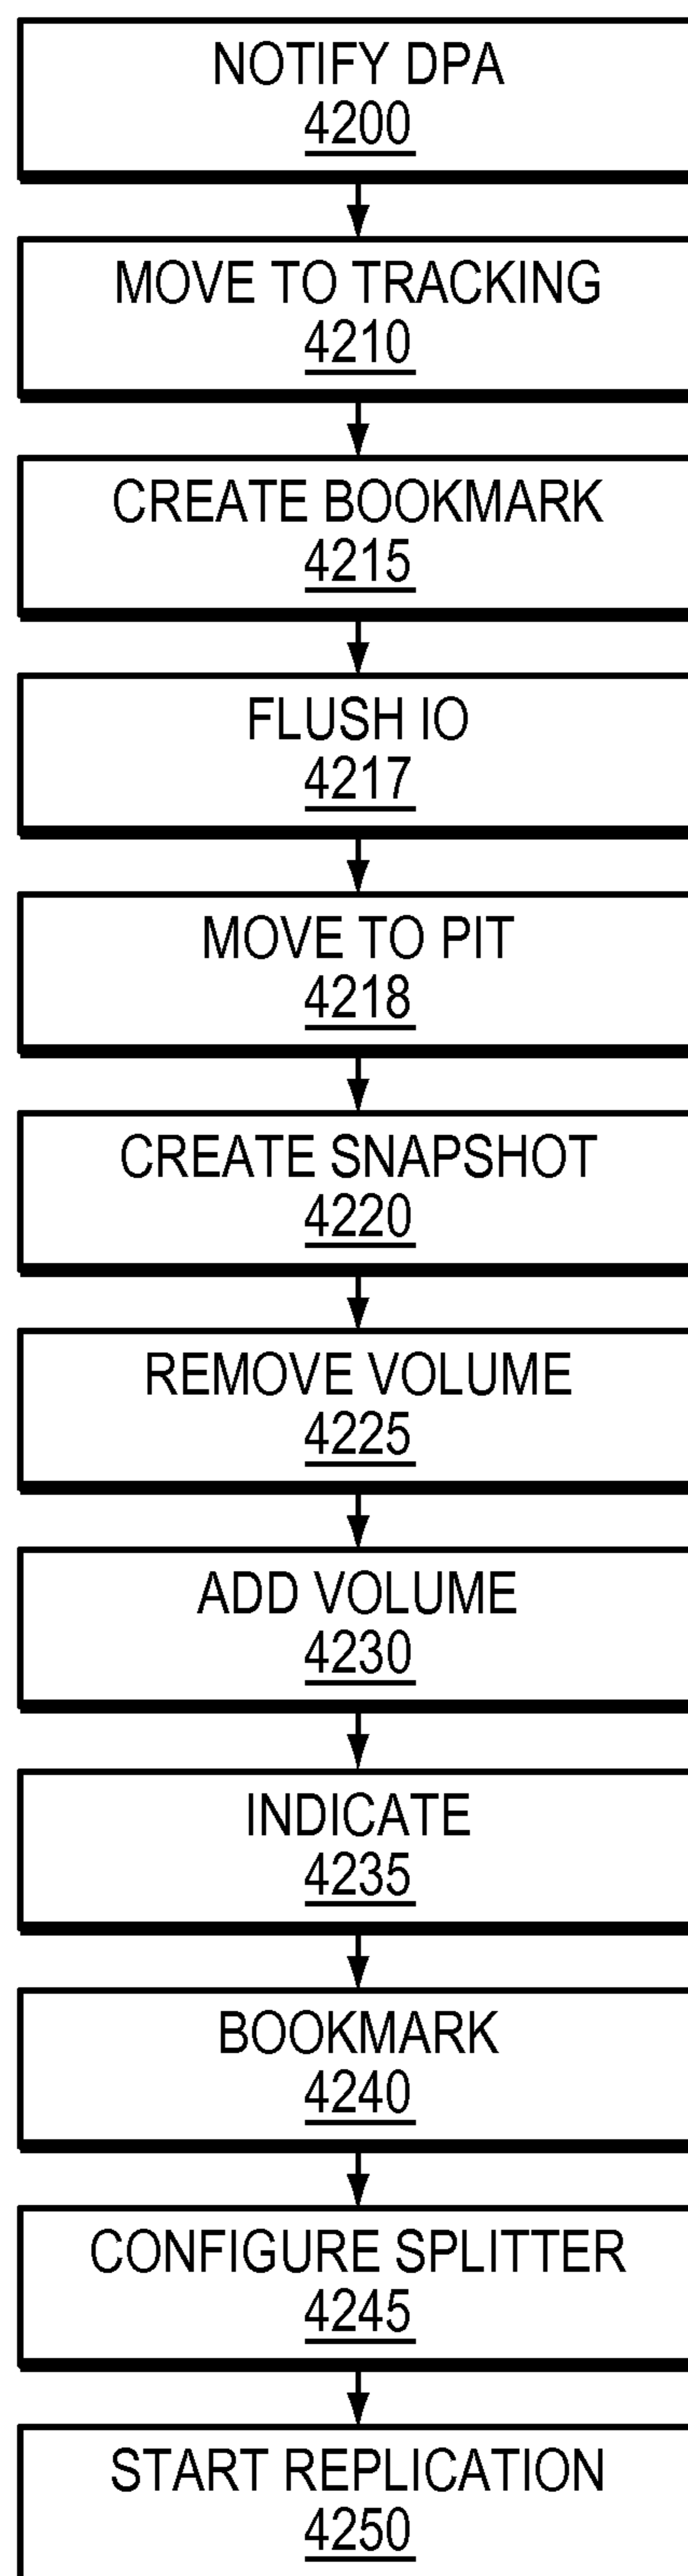 NOTIFY DPA
4200
MOVE TO TRACKING
4210
CREATE BOOKMARK
4215
FLUSH IO
4217
MOVE TO PIT
4218
CREATE SNAPSHOT
4220
REMOVE VOLUME
4225
ADD VOLUME
4230
INDICATE
4235
BOOKMARK
4240
CONFIGURE SPLITTER
4245
START REPLICATION
4250